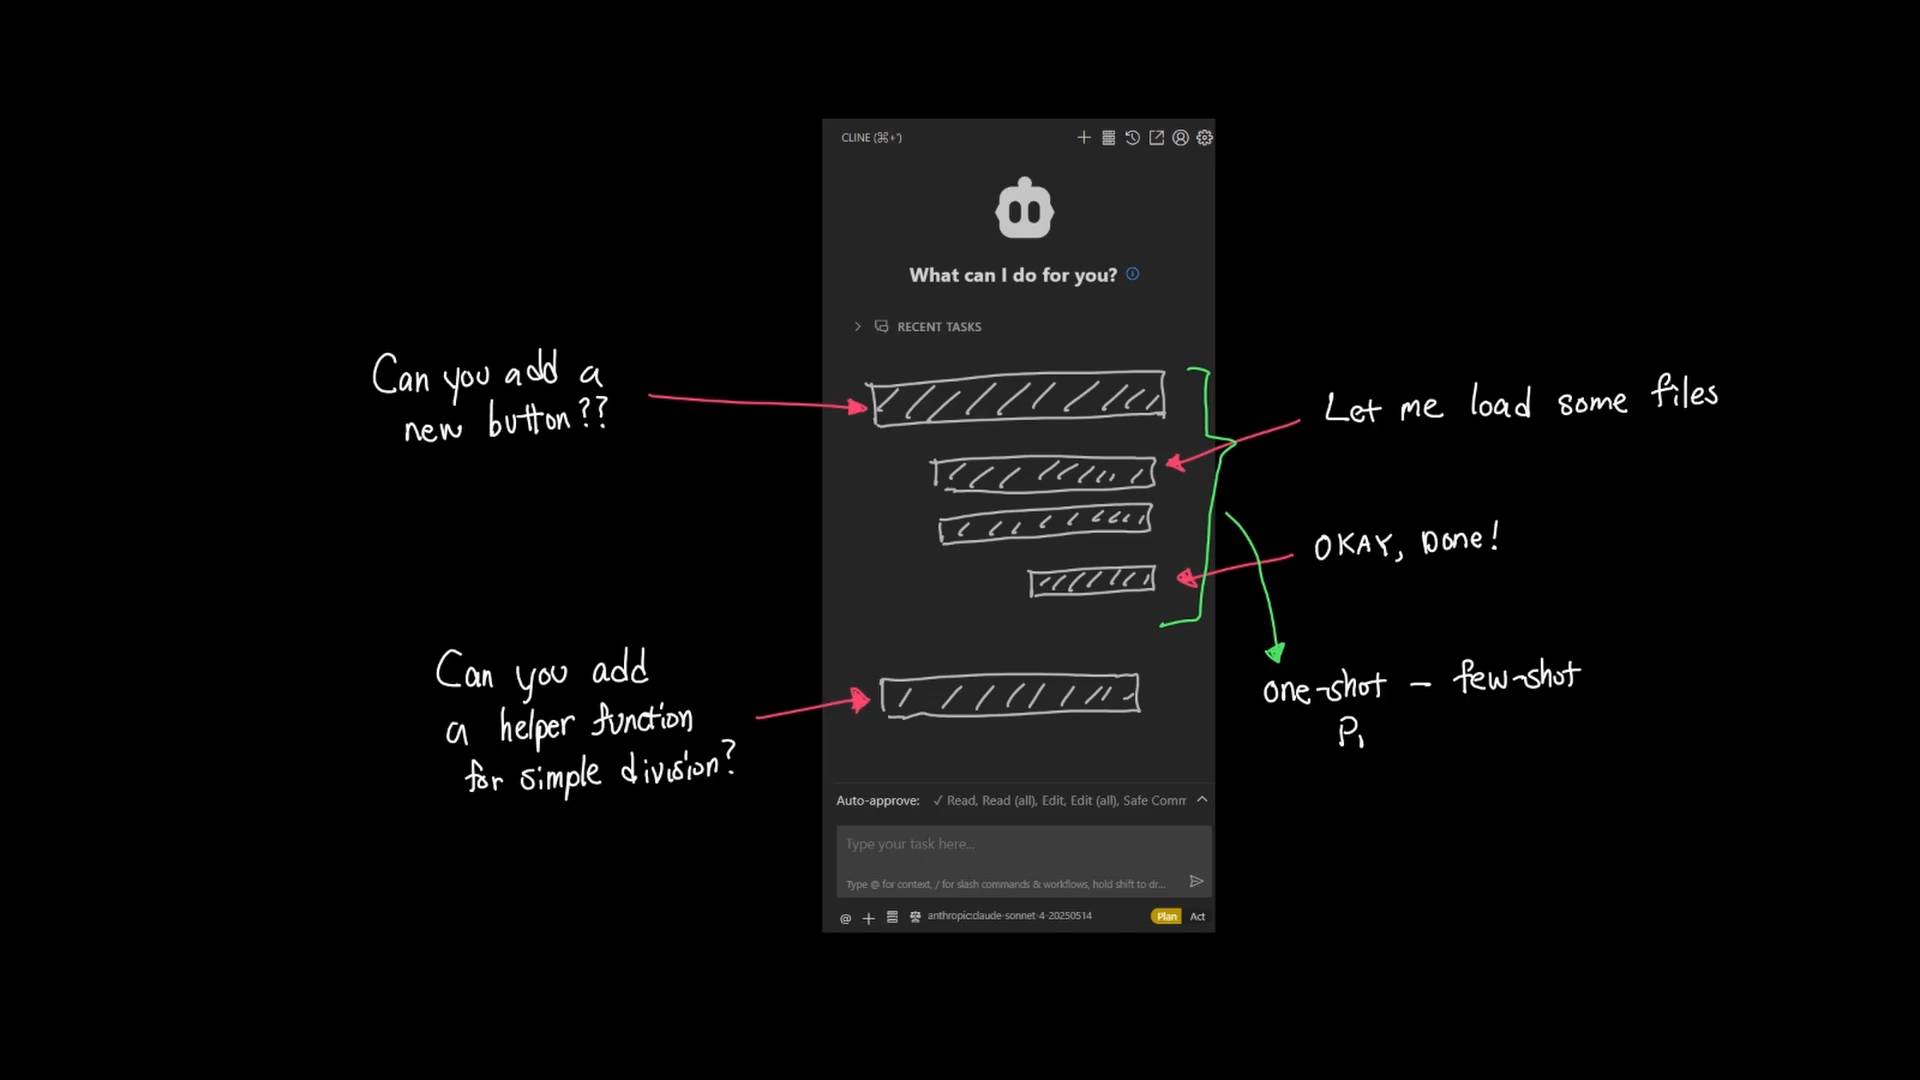 CLINE (⌘+')
What can I do for you?
RECENT TASKS
Can you add a
new button??
Let me load some files
OKAY, Done!
one-shot – few-shot
P
Can you add
a helper function
for simple division?
Auto-approve: ✓ Read, Read (all), Edit, Edit (all), Safe Comm
Type your task here...
Type @ for context, / for slash commands & workflows, hold shift to dr...
@ + anthropic:claude-sonnet-4-20250514 Plan Act